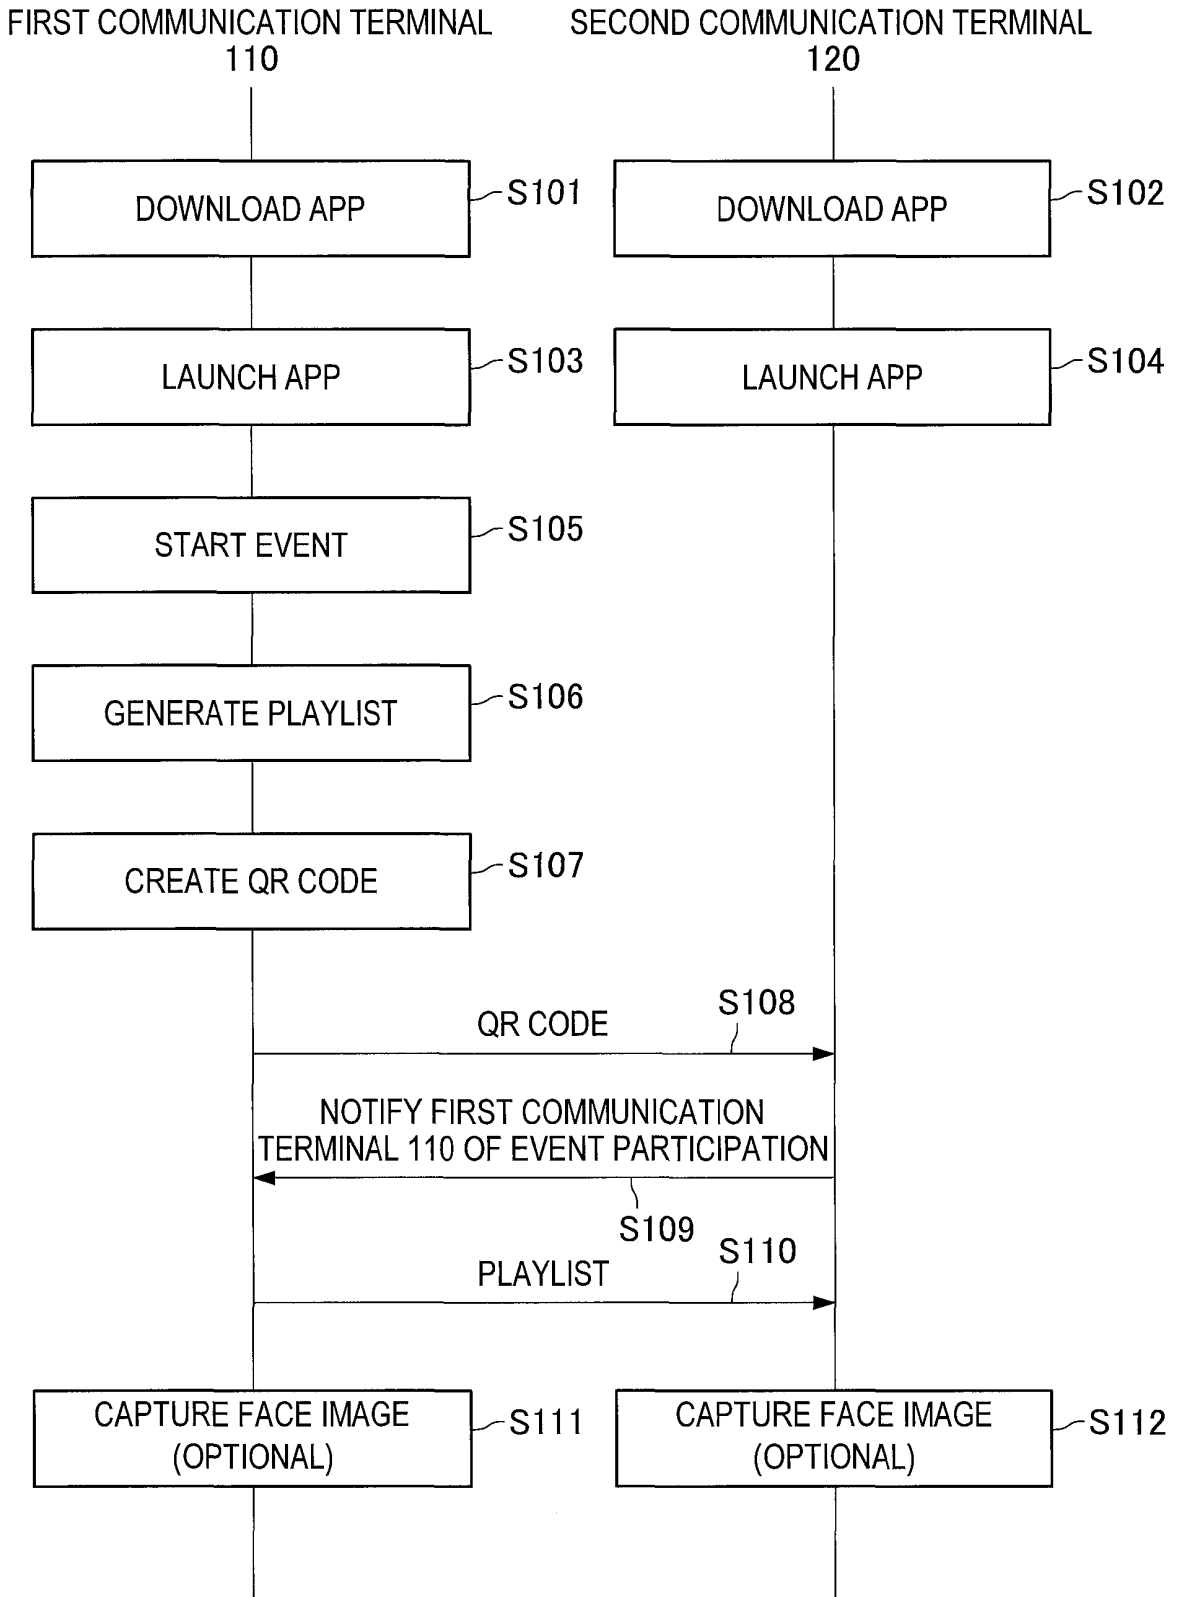 FIRST COMMUNICATION TERMINAL
110
SECOND COMMUNICATION TERMINAL
120
DOWNLOAD APP
S101
DOWNLOAD APP
S102
LAUNCH APP
S103
LAUNCH APP
S104
START EVENT
S105
GENERATE PLAYLIST
S106
CREATE QR CODE
S107
S108
QR CODE
NOTIFY FIRST COMMUNICATION
TERMINAL 110 OF EVENT PARTICIPATION
S109
S110
PLAYLIST
CAPTURE FACE IMAGE
(OPTIONAL)
S111
CAPTURE FACE IMAGE
(OPTIONAL)
S112